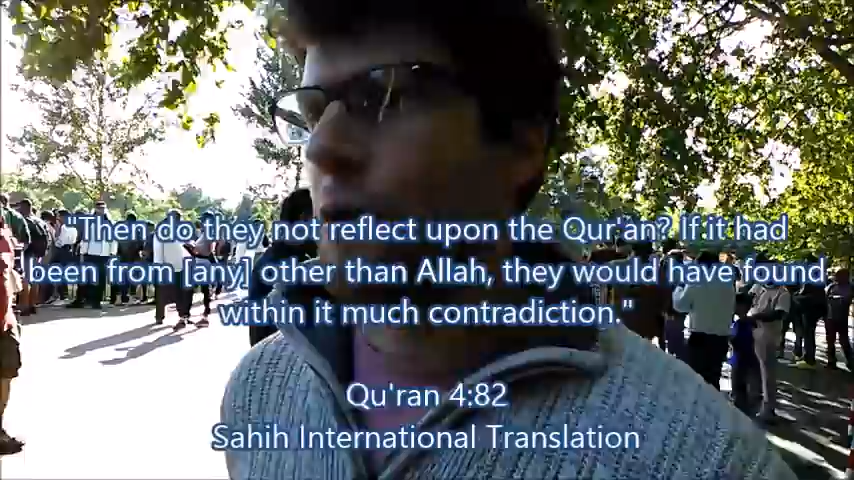 "Then do they not reflect upon the Qur'an? If it had
been from [any] other than Allah, they would have found
within it much contradiction."
Qu'ran 4:82
Sahih International Translation